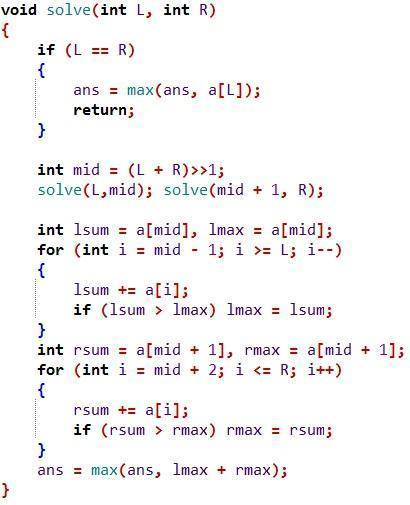 void solve(int L, int R)
{
    if (L == R)
    {
        ans = max(ans, a[L]);
        return;
    }

    int mid = (L + R)>>1;
    solve(L,mid); solve(mid + 1, R);

    int lsum = a[mid], lmax = a[mid];
    for (int i = mid - 1; i >= L; i--)
    {
        lsum += a[i];
        if (lsum > lmax) lmax = lsum;
    }
    int rsum = a[mid + 1], rmax = a[mid + 1];
    for (int i = mid + 2; i <= R; i++)
    {
        rsum += a[i];
        if (rsum > rmax) rmax = rsum;
    }
    ans = max(ans, lmax + rmax);
}